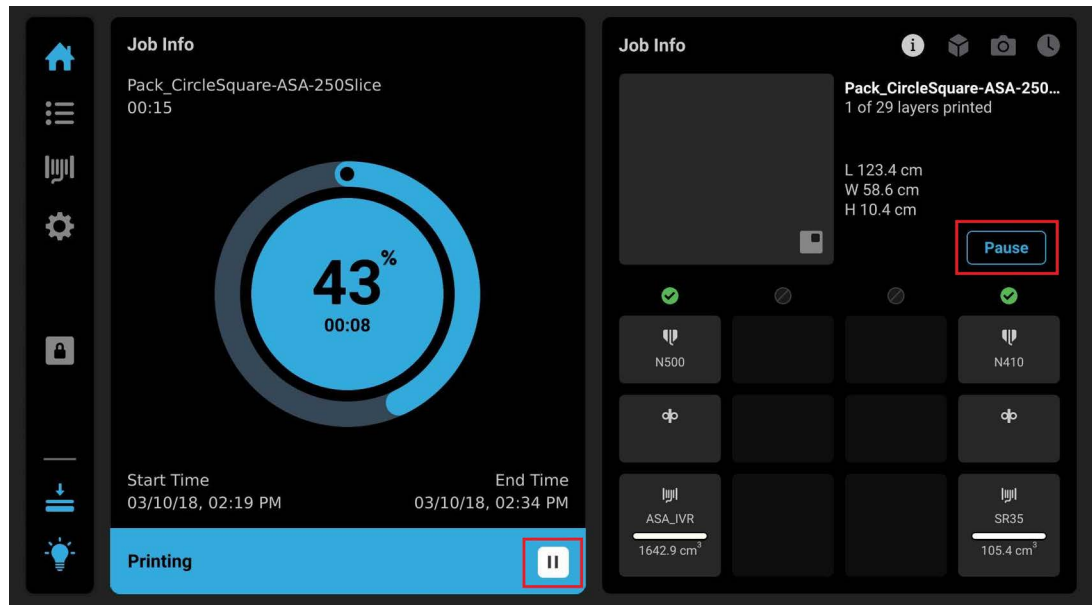 Job Info
Pack_CircleSquare-ASA-250Slice
00:15
43%
00:08
Start Time
03/10/18, 02:19 PM
End Time
03/10/18, 02:34 PM
Printing
Job Info
Pack_CircleSquare-ASA-250...
1 of 29 layers printed
L 123.4 cm
W 58.6 cm
H 10.4 cm
Pause
N500
N410
ASA_IVR
1642.9 cm³
SR35
105.4 cm³